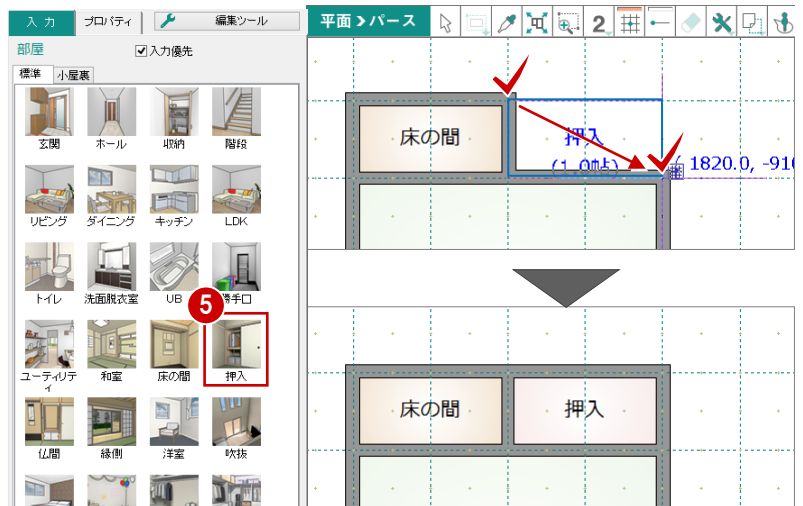 入 力
プロパティ
編集ツール
部屋
入力優先
標準
小屋裏
玄関
ホール
収納
階段
リビング
ダイニング
キッチン
LDK
トイレ
洗面脱衣室
UB
勝手口
5
ユーティリテ
ィ
和室
床の間
押入
仏間
縁側
洋室
吹抜
平面
パース
2
床の間
押入
(1.0帖)
( 1820.0, -910
床の間
押入